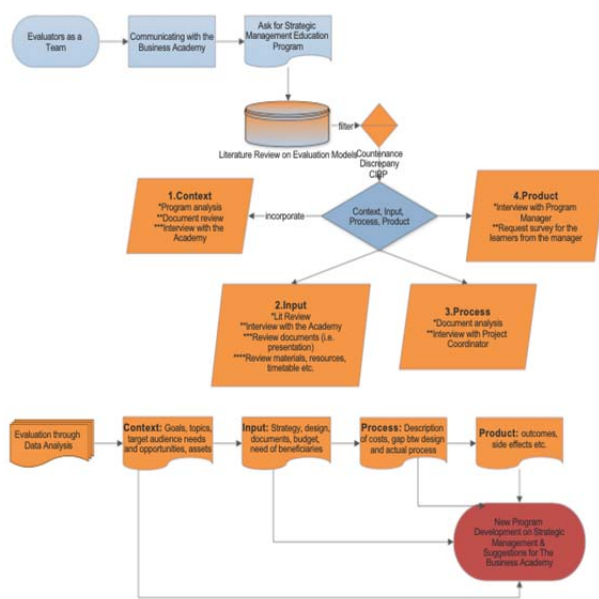 Evaluators as a
Team
Communicating with the
Business Academy
Ask for Strategic
Management Education
Program
Literature Review on Evaluation Models
filter
Countenance
Discrepany
CIPP
Context, Input,
Process, Product
incorporate
1.Context
*Program analysis
**Document review
***Interview with the
Academy
4.Product
*Interview with Program
Manager
**Request survey for the
learners from the manager
2.Input
*Lit Review
**Interview with the Academy
***Review documents (i.e.
presentation)
****Review materials, resources,
timetable etc.
3.Process
*Document analysis
**Interview with Project
Coordinator
Evaluation through
Data Analysis
Context: Goals, topics,
target audience needs
and opportunities, assets
Input: Strategy, design,
documents, budget,
need of beneficiaries
Process: Description
of costs, gap btw design
and actual process
Product: outcomes,
side effects etc.
New Program
Development on Strategic
Management &
Suggestions for The
Business Academy